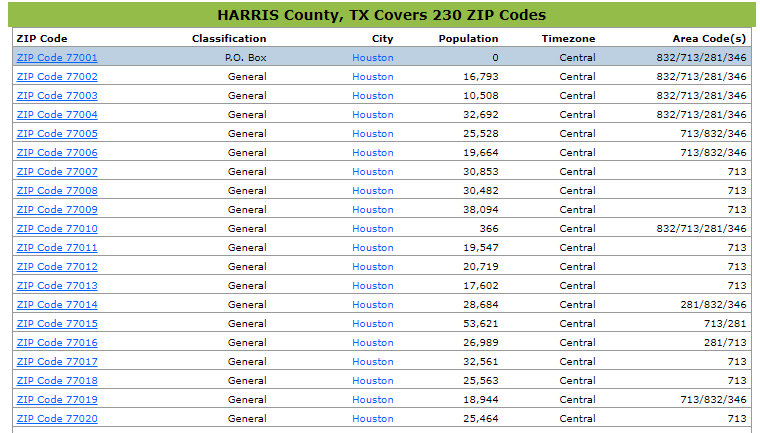 HARRIS County, TX Covers 230 ZIP Codes
ZIP Code Classification City Population Timezone Area Code(s)
ZIP Code 77001 P.O. Box Houston 0 Central 832/713/281/346
ZIP Code 77002 General Houston 16,793 Central 832/713/281/346
ZIP Code 77003 General Houston 10,508 Central 832/713/281/346
ZIP Code 77004 General Houston 32,692 Central 832/713/281/346
ZIP Code 77005 General Houston 25,528 Central 713/832/346
ZIP Code 77006 General Houston 19,664 Central 713/832/346
ZIP Code 77007 General Houston 30,853 Central 713
ZIP Code 77008 General Houston 30,482 Central 713
ZIP Code 77009 General Houston 38,094 Central 713
ZIP Code 77010 General Houston 366 Central 832/713/281/346
ZIP Code 77011 General Houston 19,547 Central 713
ZIP Code 77012 General Houston 20,719 Central 713
ZIP Code 77013 General Houston 17,602 Central 713
ZIP Code 77014 General Houston 28,684 Central 281/832/346
ZIP Code 77015 General Houston 53,621 Central 713/281
ZIP Code 77016 General Houston 26,989 Central 281/713
ZIP Code 77017 General Houston 32,561 Central 713
ZIP Code 77018 General Houston 25,563 Central 713
ZIP Code 77019 General Houston 18,944 Central 713/832/346
ZIP Code 77020 General Houston 25,464 Central 713